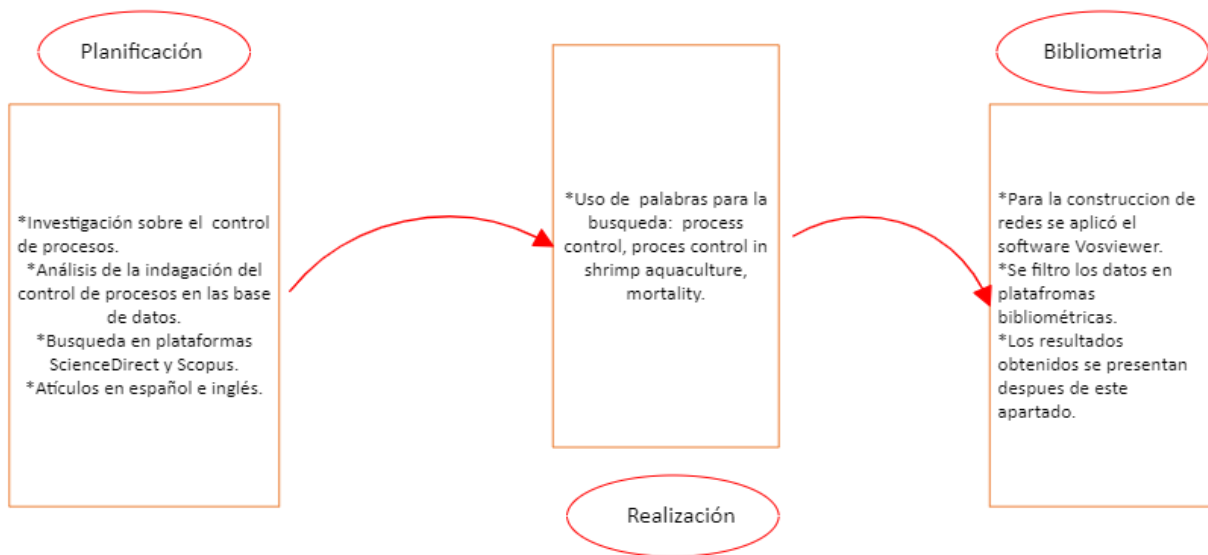 Planificación
*Investigación sobre el control
de procesos.
*Análisis de la indagación del
control de procesos en las base
de datos.
*Busqueda en plataformas
ScienceDirect y Scopus.
*Atículos en español e inglés.
*Uso de palabras para la
busqueda: process
control, proces control in
shrimp aquaculture,
mortality.
Realización
Bibliometria
*Para la construccion de
redes se aplicó el
software Vosviewer.
*Se filtro los datos en
platafromas
bibliométricas.
*Los resultados
obtenidos se presentan
despues de este
apartado.